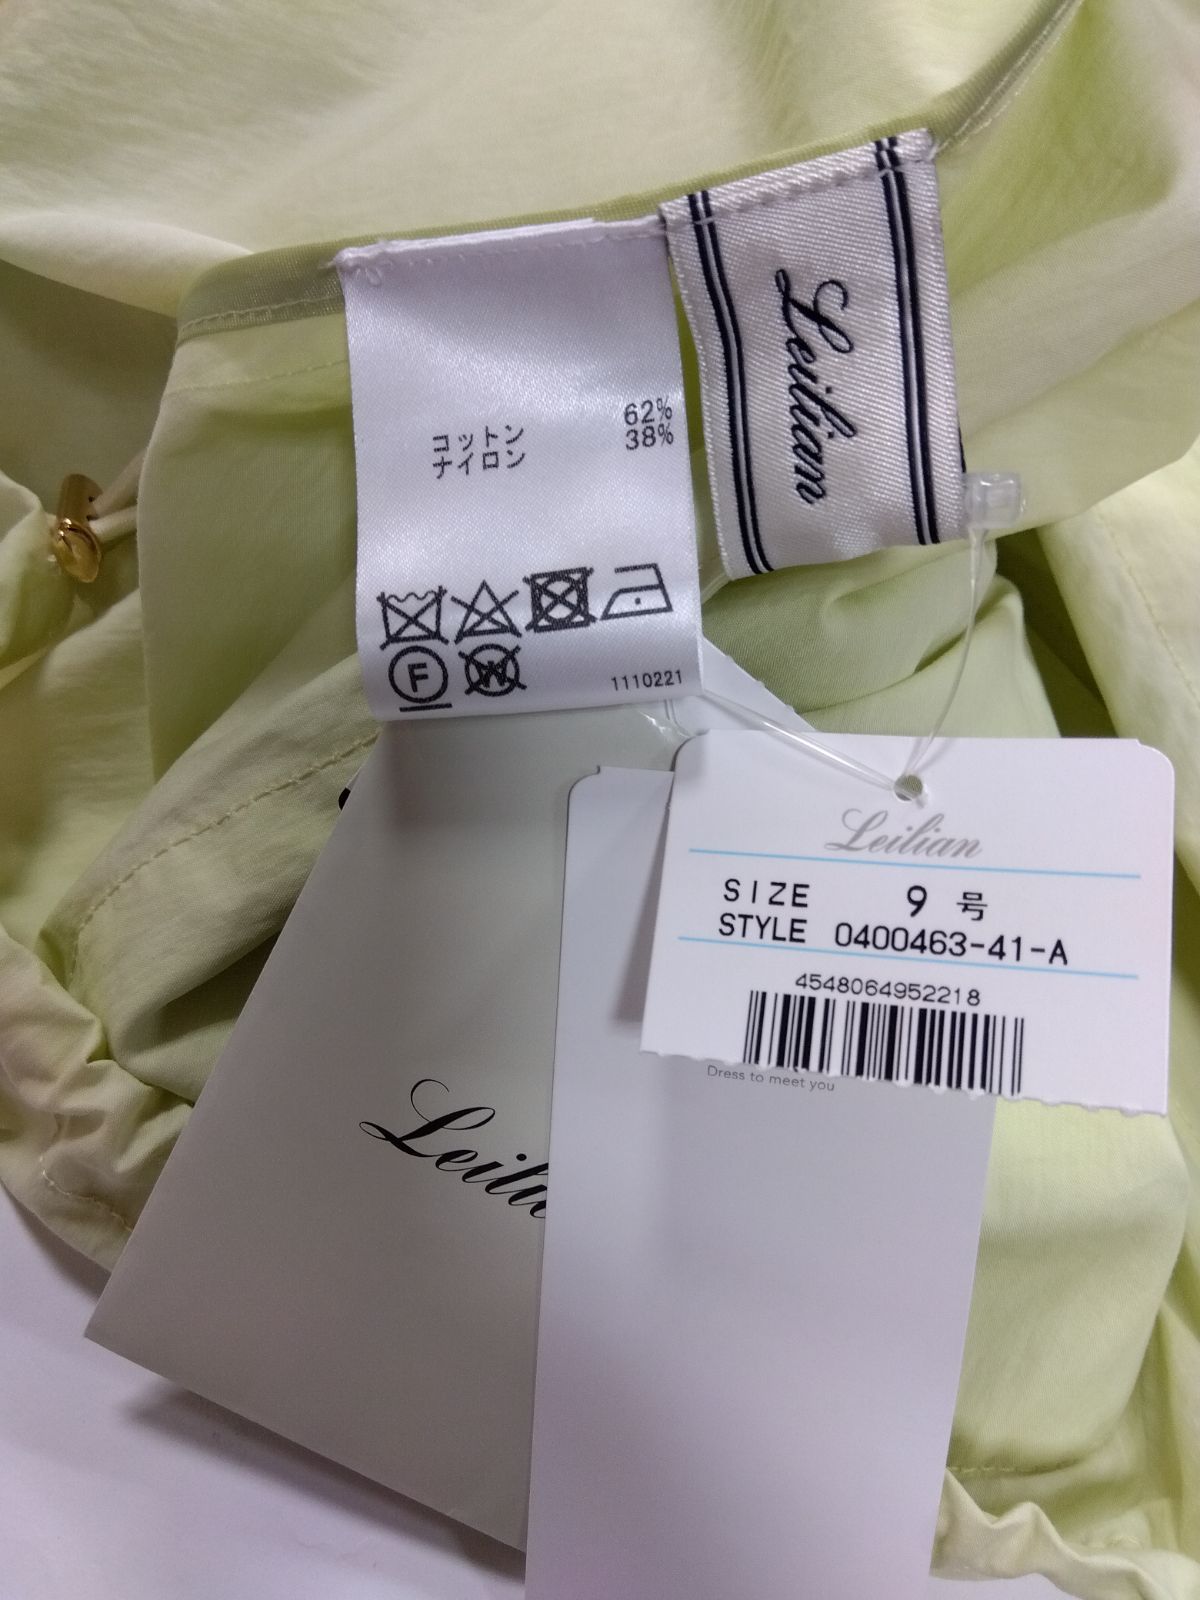 Leilian
コットン 62%
ナイロン 38%
F
W
1110221
Leilian
SIZE 9号
STYLE 0400463-41-A
4548064952218
Dress to meet you
Leili